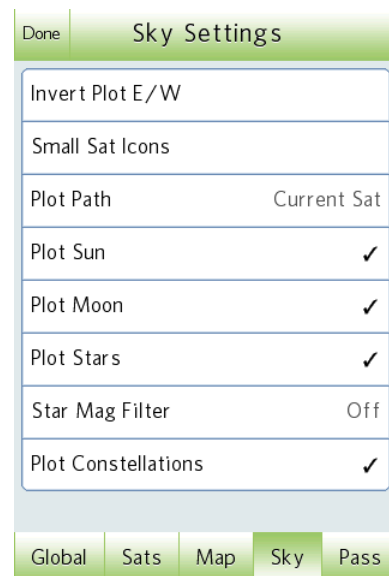 Done Sky Settings
Invert Plot E/W
Small Sat Icons
Plot Path Current Sat
Plot Sun ✓
Plot Moon ✓
Plot Stars ✓
Star Mag Filter Off
Plot Constellations ✓
Global Sats Map Sky Pass